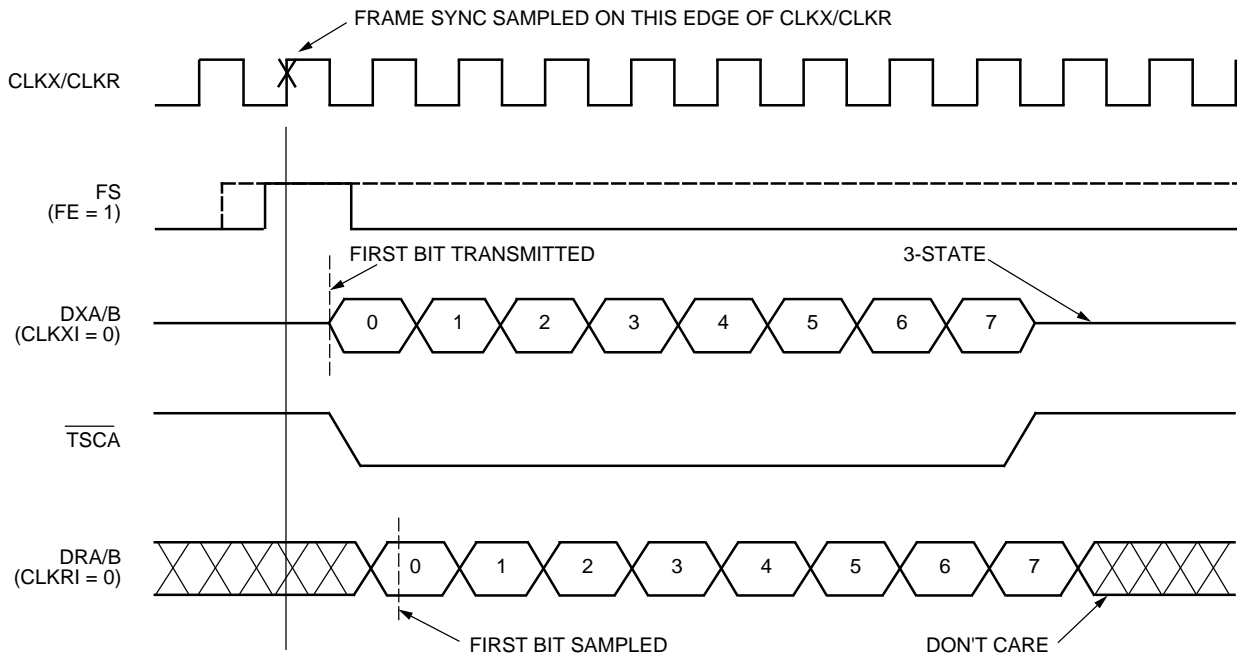 FRAME SYNC SAMPLED ON THIS EDGE OF CLKX/CLKR
CLKX/CLKR
FS
(FE = 1)
FIRST BIT TRANSMITTED
3-STATE
DXA/B
(CLKXI = 0)
0 1 2 3 4 5 6 7
TSCA
DRA/B
(CLKRI = 0)
0 1 2 3 4 5 6 7
FIRST BIT SAMPLED
DON'T CARE